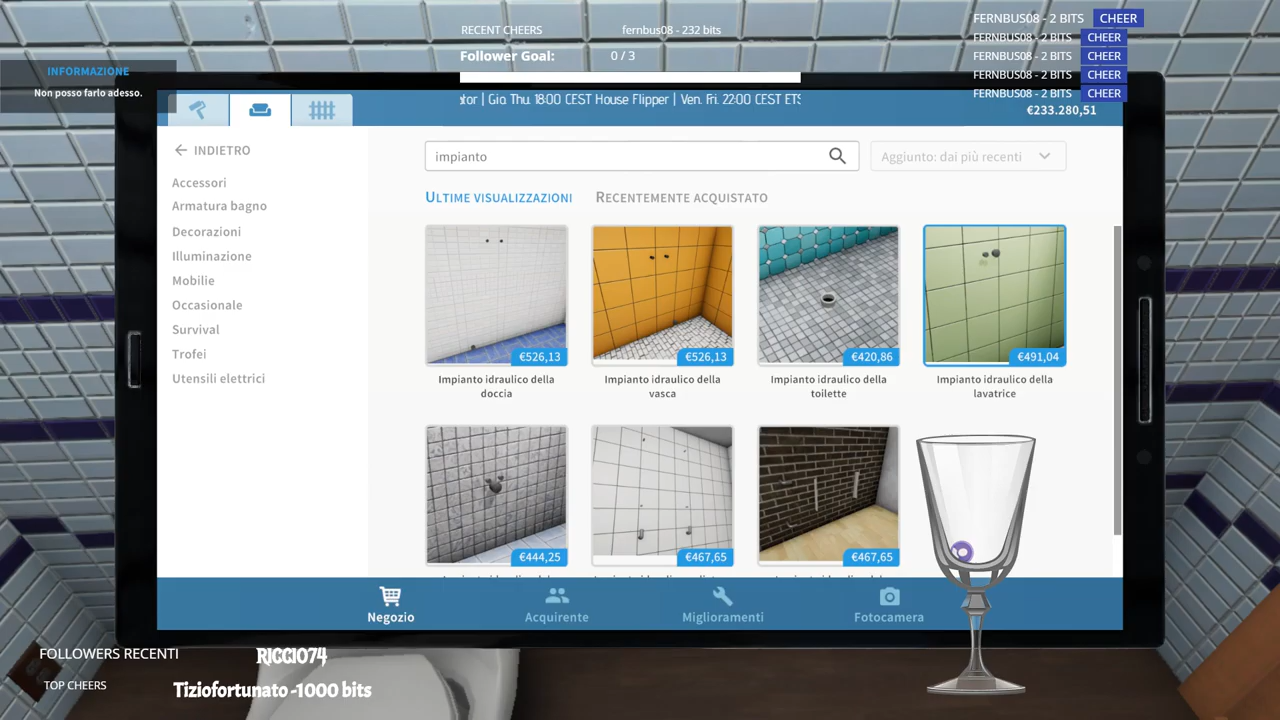 RECENT CHEERS
fernbus08 - 232 bits
FERNBUS08 - 2 BITS CHEER
FERNBUS08 - 2 BITS CHEER
FERNBUS08 - 2 BITS CHEER
FERNBUS08 - 2 BITS CHEER
FERNBUS08 - 2 BITS CHEER
Follower Goal: 0 / 3
INFORMAZIONE
Non posso farlo adesso.
| Gio Thu. 18:00 CEST House Flipper | Ven. Fri. 22:00 CEST ETS
€233.280,51
INDIETRO
Accessori
Armatura bagno
Decorazioni
Illuminazione
Mobilie
Occasionale
Survival
Trofei
Utensili elettrici
impianto
Aggiunto: dai più recenti
ULTIME VISUALIZZAZIONI
RECENTEMENTE ACQUISTATO
€526,13
Impianto idraulico della
doccia
€526,13
Impianto idraulico della
vasca
€420,86
Impianto idraulico della
toilette
€491,04
Impianto idraulico della
lavatrice
€444,25
€467,65
€467,65
Negozio
Acquirente
Miglioramenti
Fotocamera
FOLLOWERS RECENTI
RICCIO74
TOP CHEERS
Tiziofortunato -1000 bits